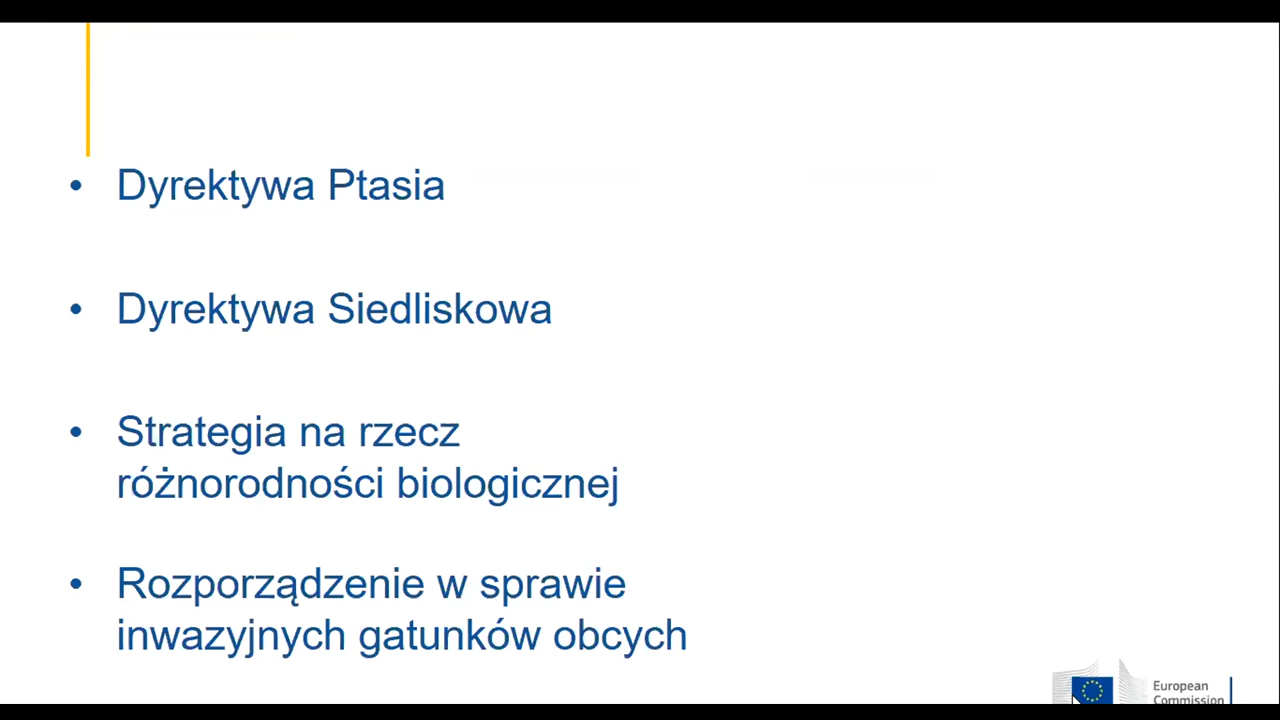 • Dyrektywa Ptasia
• Dyrektywa Siedliskowa
• Strategia na rzecz
różnorodności biologicznej
• Rozporządzenie w sprawie
inwazyjnych gatunków obcych
European
Commission